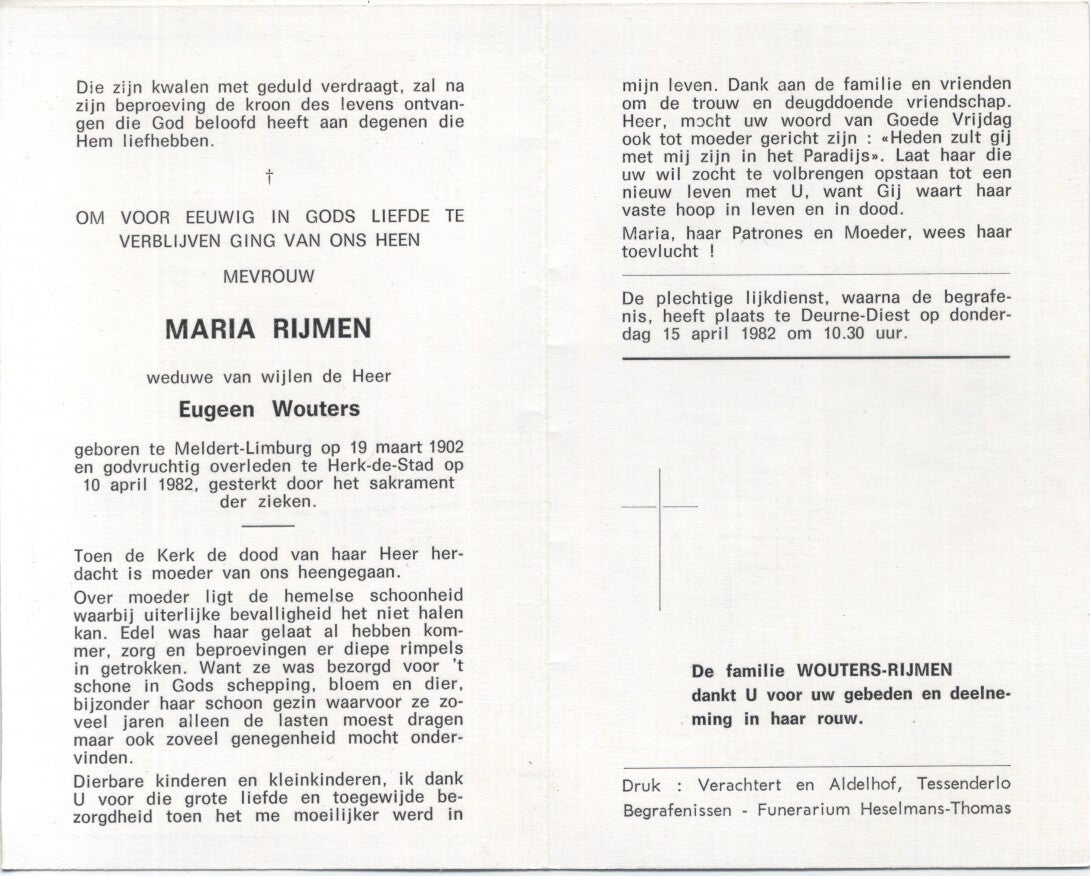 Die zijn kwalen met geduld verdraagt, zal na
zijn beproeving de kroon des levens ontvan-
gen die God beloofd heeft aan degenen die
Hem liefhebben.
†
OM VOOR EEUWIG IN GODS LIEFDE TE
VERBLIJVEN GING VAN ONS HEEN
MEVROUW
MARIA RIJMEN
weduwe van wijlen de Heer
Eugeen Wouters
geboren te Meldert-Limburg op 19 maart 1902
en godvruchtig overleden te Herk-de-Stad op
10 april 1982, gesterkt door het sakrament
der zieken.
Toen de Kerk de dood van haar Heer her-
dacht is moeder van ons heengegaan.
Over moeder ligt de hemelse schoonheid
waarbij uiterlijke bevalligheid het niet halen
kan. Edel was haar gelaat al hebben kom-
mer, zorg en beproevingen er diepe rimpels
in getrokken. Want ze was bezorgd voor 't
schone in Gods schepping, bloem en dier,
bijzonder haar schoon gezin waarvoor ze zo-
veel jaren alleen de lasten moest dragen
maar ook zoveel genegenheid mocht onder-
vinden.
Dierbare kinderen en kleinkinderen, ik dank
U voor die grote liefde en toegewijde be-
zorgdheid toen het me moeilijker werd in
mijn leven. Dank aan de familie en vrienden
om de trouw en deugddoende vriendschap.
Heer, mocht uw woord van Goede Vrijdag
ook tot moeder gericht zijn : «Heden zult gij
met mij zijn in het Paradijs». Laat haar die
uw wil zocht te volbrengen opstaan tot een
nieuw leven met U, want Gij waart haar
vaste hoop in leven en in dood.
Maria, haar Patrones en Moeder, wees haar
toevlucht !
De plechtige lijkdienst, waarna de begrafe-
nis, heeft plaats te Deurne-Diest op donder-
dag 15 april 1982 om 10.30 uur.
De familie WOUTERS-RIJMEN
dankt U voor uw gebeden en deelne-
ming in haar rouw.
Druk : Verachtert en Aldelhof, Tessenderlo
Begrafenissen - Funerarium Heselmans-Thomas